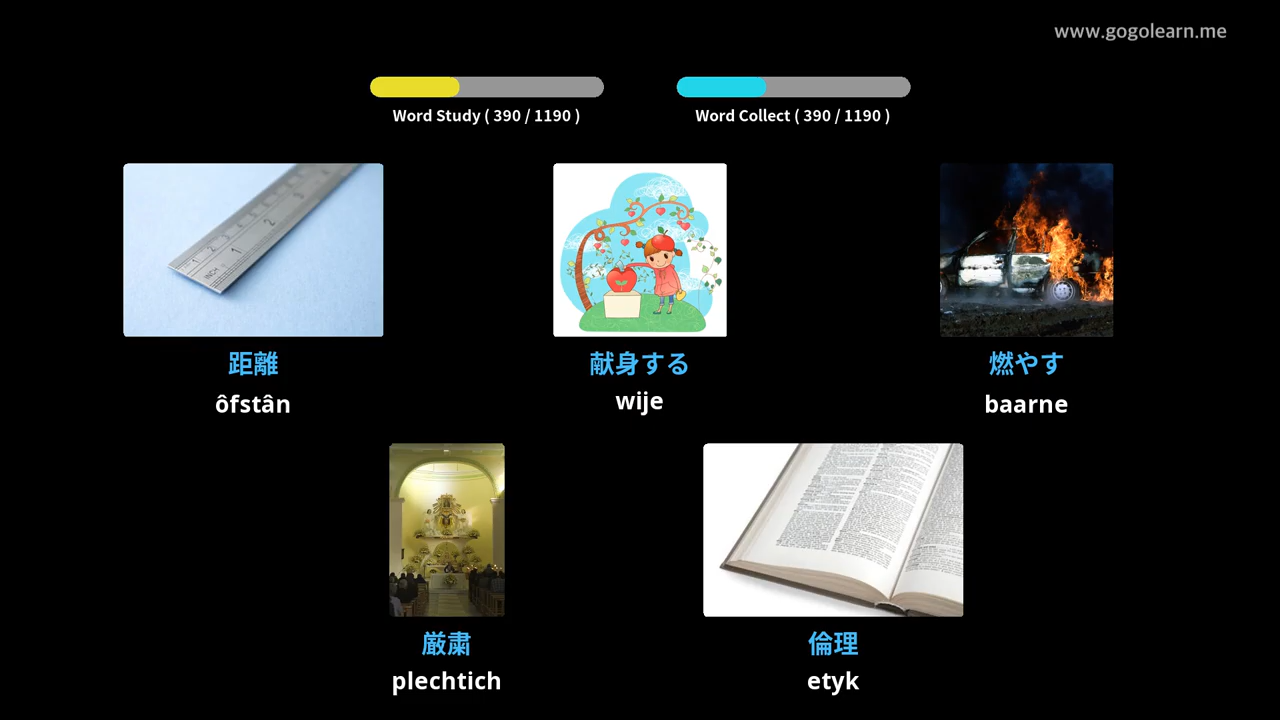 www.gogolearn.me
Word Study ( 390 / 1190 )
Word Collect ( 390 / 1190 )
距離
ôfstân
献身する
wije
燃やす
baarne
厳粛
plechtich
倫理
etyk